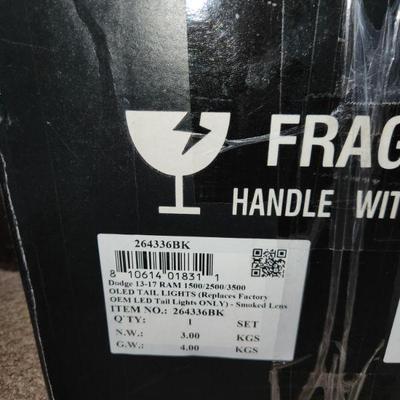 FRAG
HANDLE WIT
264336BK
8 10614 01831 1
Dodge 13-17 RAM 1500/2500/3500
OLED TAIL LIGHTS (Replaces Factory
OEM LED Tail Lights ONLY) - Smoked Lens
ITEM NO.: 264336BK
Q'TY: 1 SET
N.W.: 3.00 KGS
G.W.: 4.00 KGS